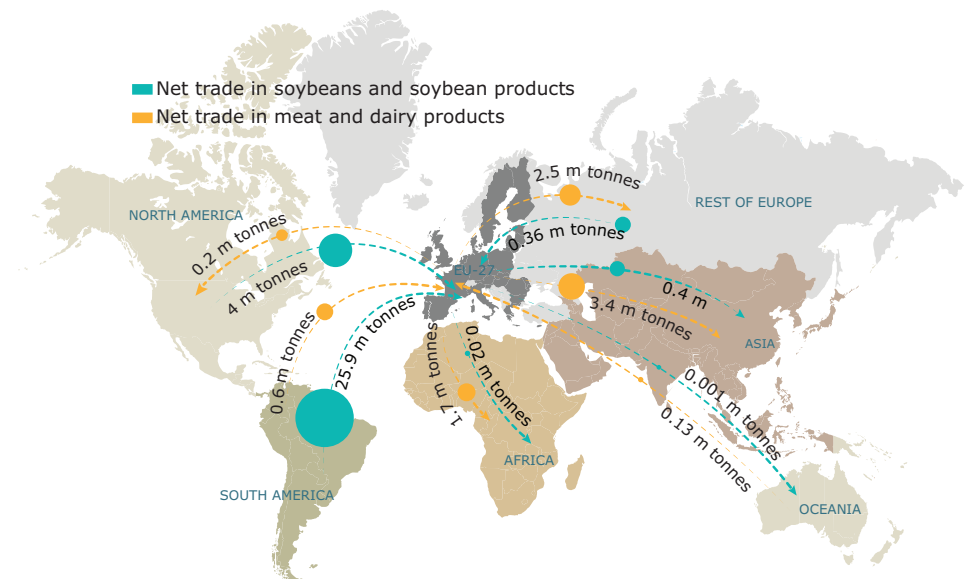 Net trade in soybeans and soybean products
Net trade in meat and dairy products
2.5 m tonnes
REST OF EUROPE
NORTH AMERICA
0.2 m tonnes
0.36 m tonnes
4 m tonnes
EU-27
0.4 m
3.4 m tonnes
ASIA
0.6 m tonnes
25.9 m tonnes
1.7 m tonnes
0.02 m tonnes
0.001 m tonnes
0.13 m tonnes
AFRICA
SOUTH AMERICA
OCEANIA